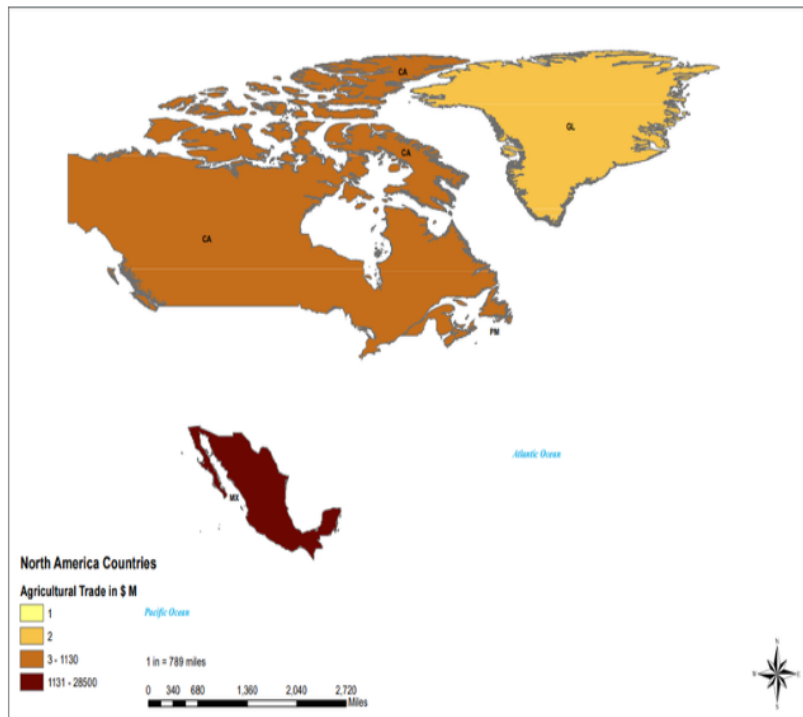 CA
GL
CA
CA
PM
Atlantic Ocean
MX
North America Countries
Agricultural Trade in $ M
1
2
3 - 1130
1131 - 28500
Pacific Ocean
1 in = 789 miles
0 340 680 1,360 2,040 2,720
Miles
N
W E
S